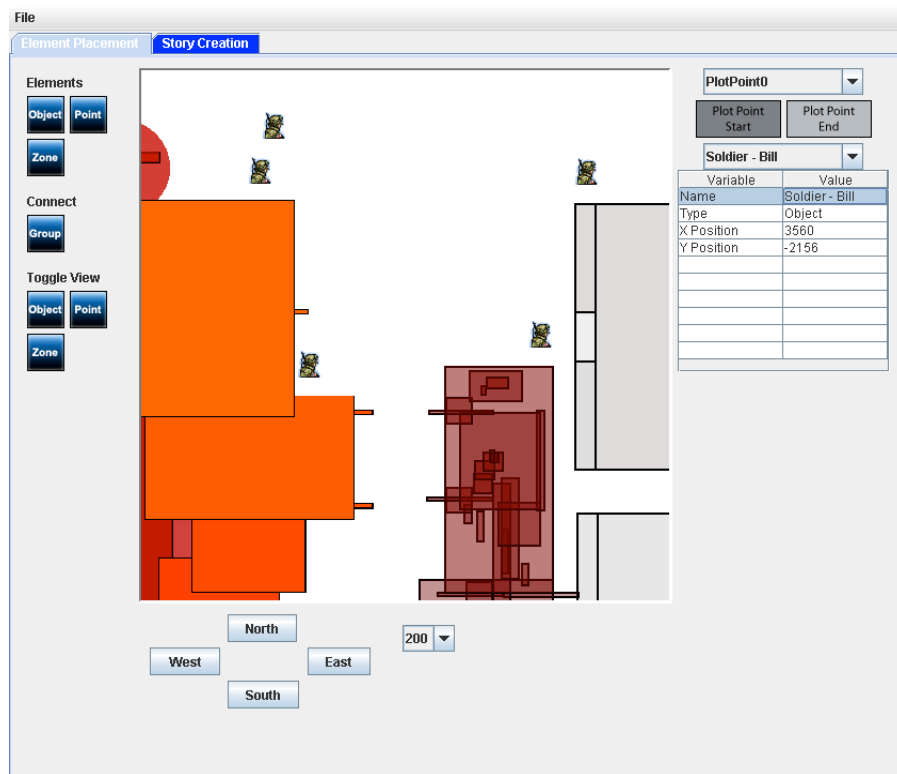 File
Element Placement Story Creation
Elements
Object Point
Zone
Connect
Group
Toggle View
Object Point
Zone
PlotPoint0
Plot Point Start
Plot Point End
Soldier - Bill
Variable Value
Name Soldier - Bill
Type Object
X Position 3560
Y Position -2156
North
200
West East
South